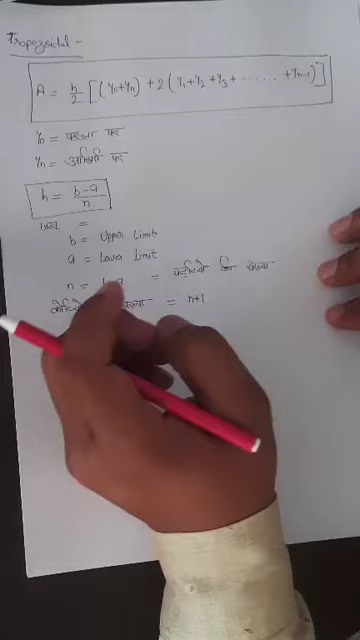 Trapezoidal -
A = h/2 [(y₀+yₙ) + 2(y₁+y₂+y₃+ ...... +yₙ₋₁)]
y₀ = पहला पद
yₙ = आखिरी पद
h = b-a/n
जहाँ =
b = Upper Limit
a = Lower Limit
n = = पट्टियों कि संख्या
कोटियों संख्या = n+1